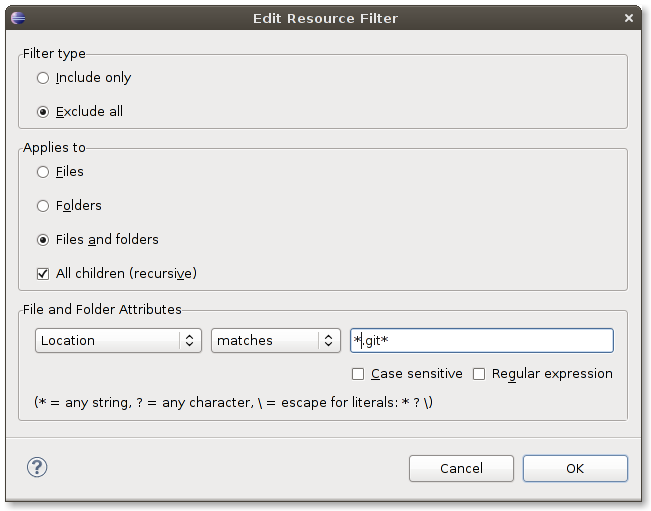 Edit Resource Filter
Filter type
Include only
Exclude all
Applies to
Files
Folders
Files and folders
All children (recursive)
File and Folder Attributes
Location matches *.git*
Case sensitive Regular expression
(* = any string, ? = any character, \ = escape for literals: * ? \)
? Cancel OK